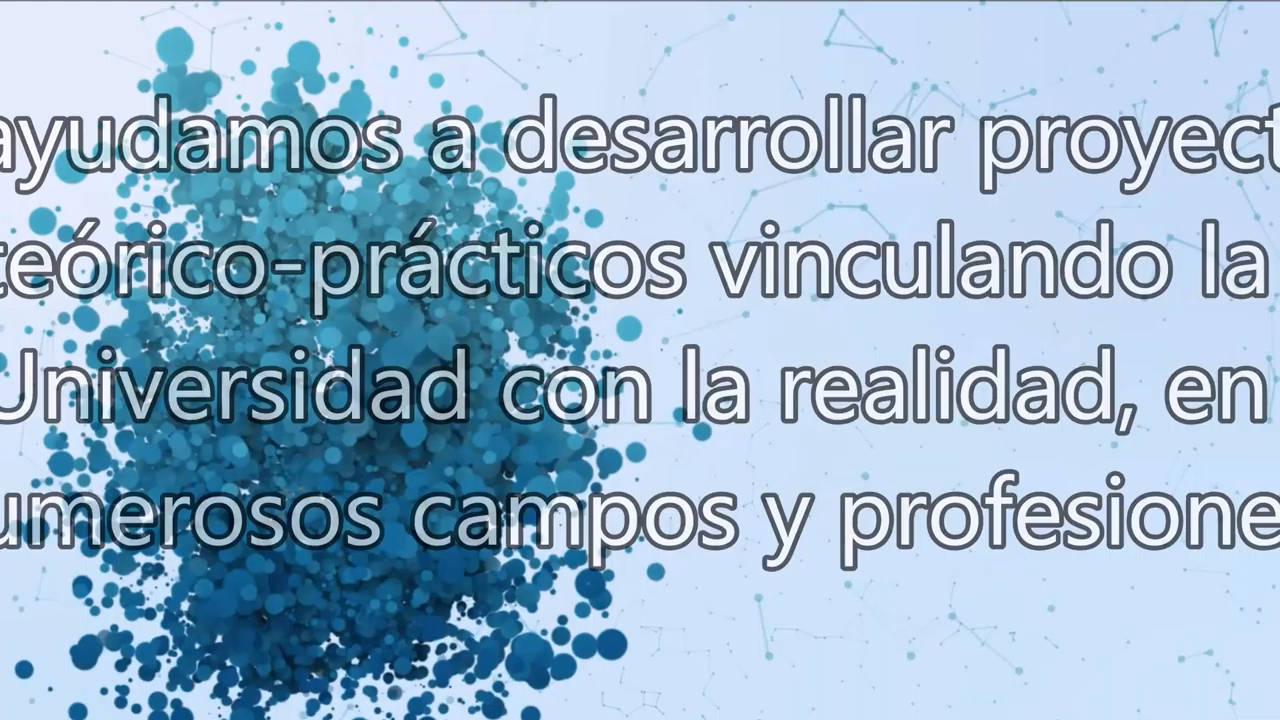 ayudamos a desarrollar proyect
teórico-prácticos vinculando la
Universidad con la realidad, en
umerosos campos y profesione